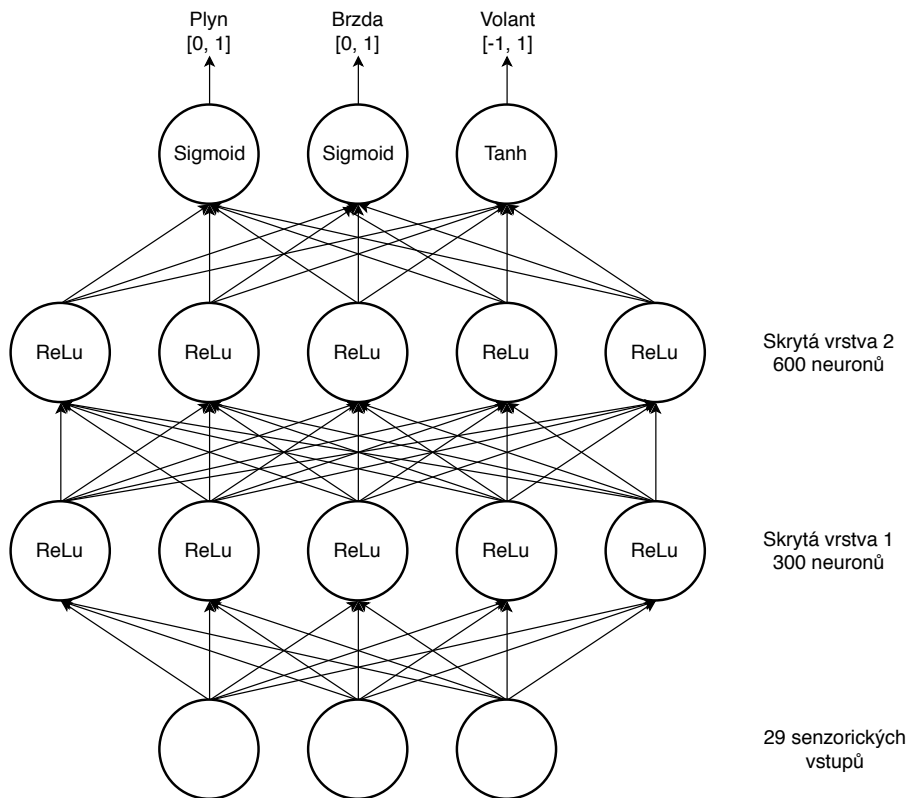 Plyn
[0, 1]
Brzda
[0, 1]
Volant
[-1, 1]
Sigmoid
Sigmoid
Tanh
ReLu
ReLu
ReLu
ReLu
ReLu
Skrytá vrstva 2
600 neuronů
ReLu
ReLu
ReLu
ReLu
ReLu
Skrytá vrstva 1
300 neuronů
29 senzorických
vstupů